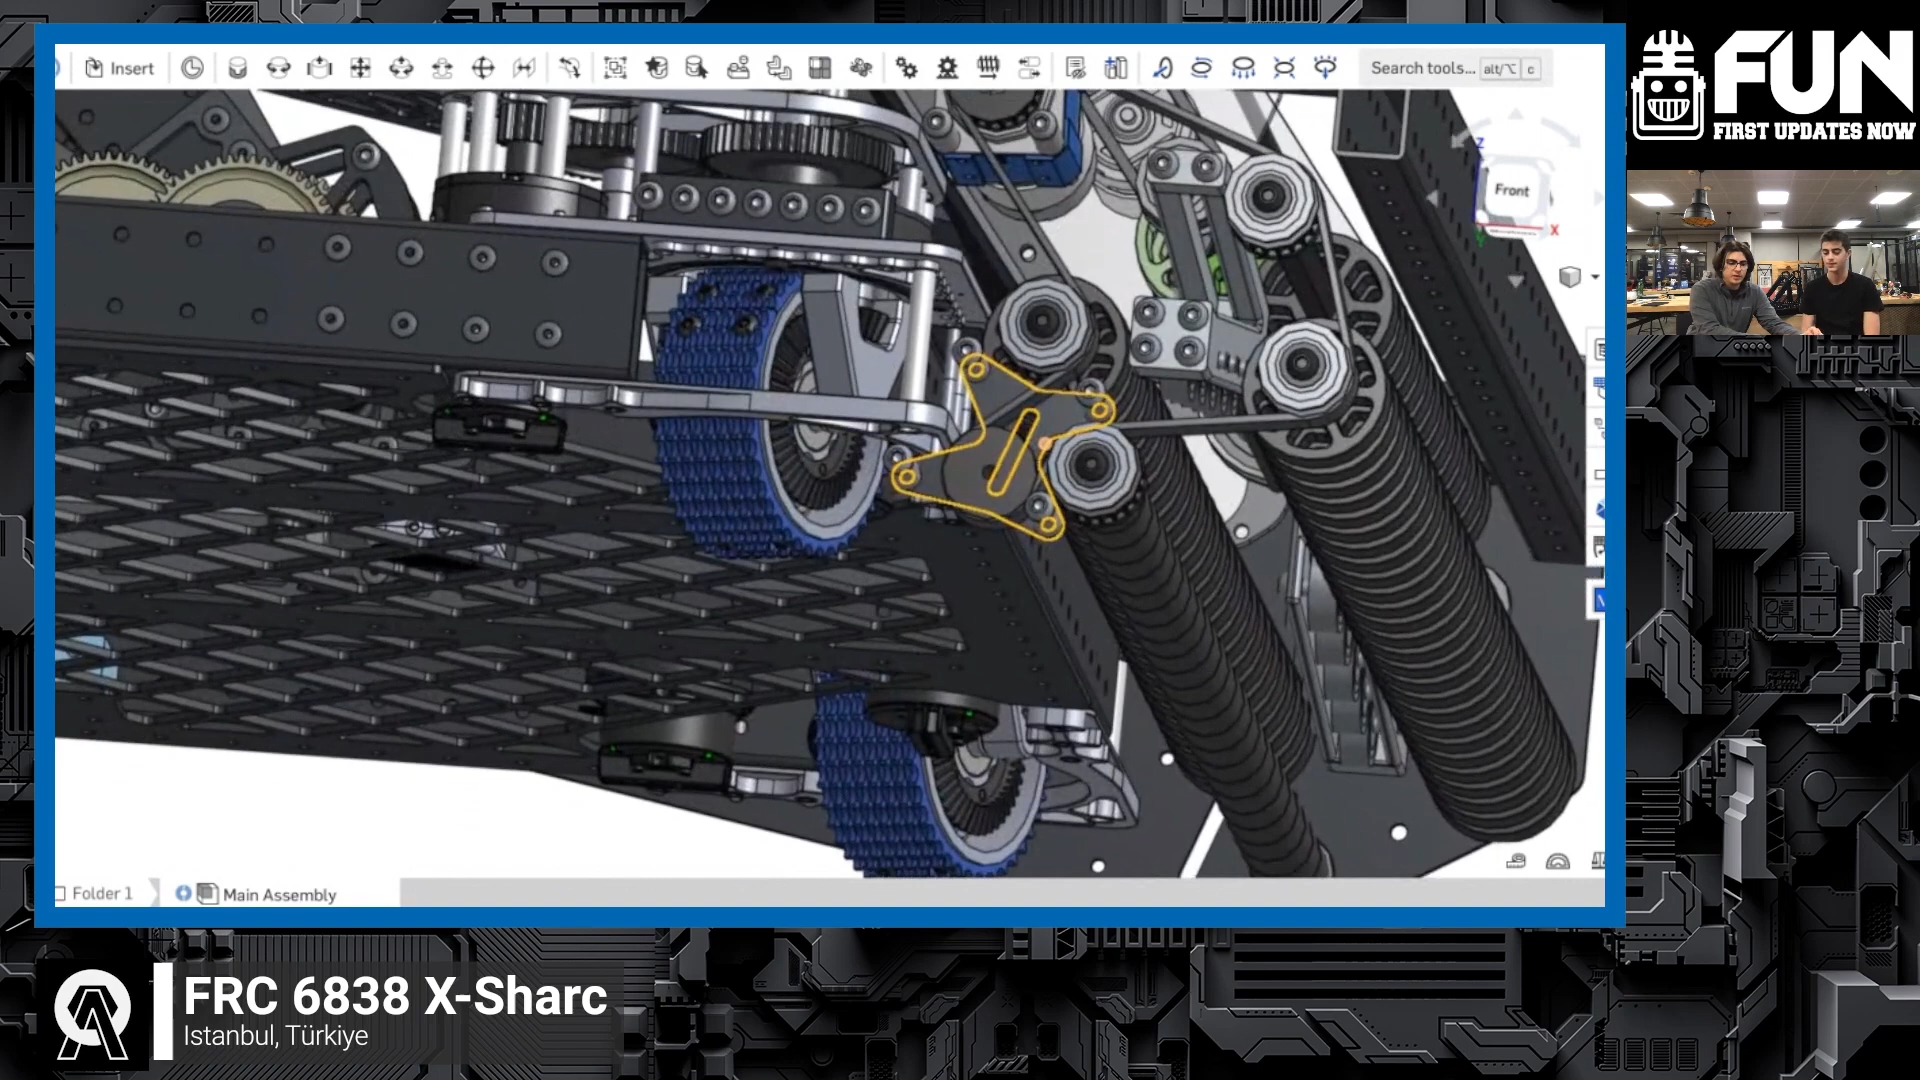 Insert
Search tools... alt/⌥ c
FUN
FIRST UPDATES NOW
Z
Front
X
Y
Folder 1
Main Assembly
FRC 6838 X-Sharc
Istanbul, Türkiye